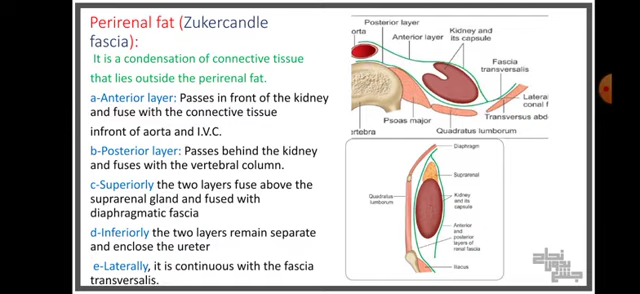 Perirenal fat (Zukercandle
fascia):
It is a condensation of connective tissue
that lies outside the perirenal fat.
a-Anterior layer: Passes in front of the kidney
and fuse with the connective tissue
infront of aorta and I.V.C.
b-Posterior layer: Passes behind the kidney
and fuses with the vertebral column.
c-Superiorly the two layers fuse above the
suprarenal gland and fused with
diaphragmatic fascia
d-Inferiorly the two layers remain separate
and enclose the ureter
e-Laterally, it is continuous with the fascia
transversalis.
Posterior layer
orta
Anterior layer
Kidney and
its capsule
Fascia
transversalis
Lateral
conal f
Transversus abd
Psoas major
Quadratus lumborum
ertebra
Diaphragm
Suprarenal
Quadratus
lumborum
Kidney
and its
capsule
Anterior
and
posterior
layers of
renal fascia
Iliacus